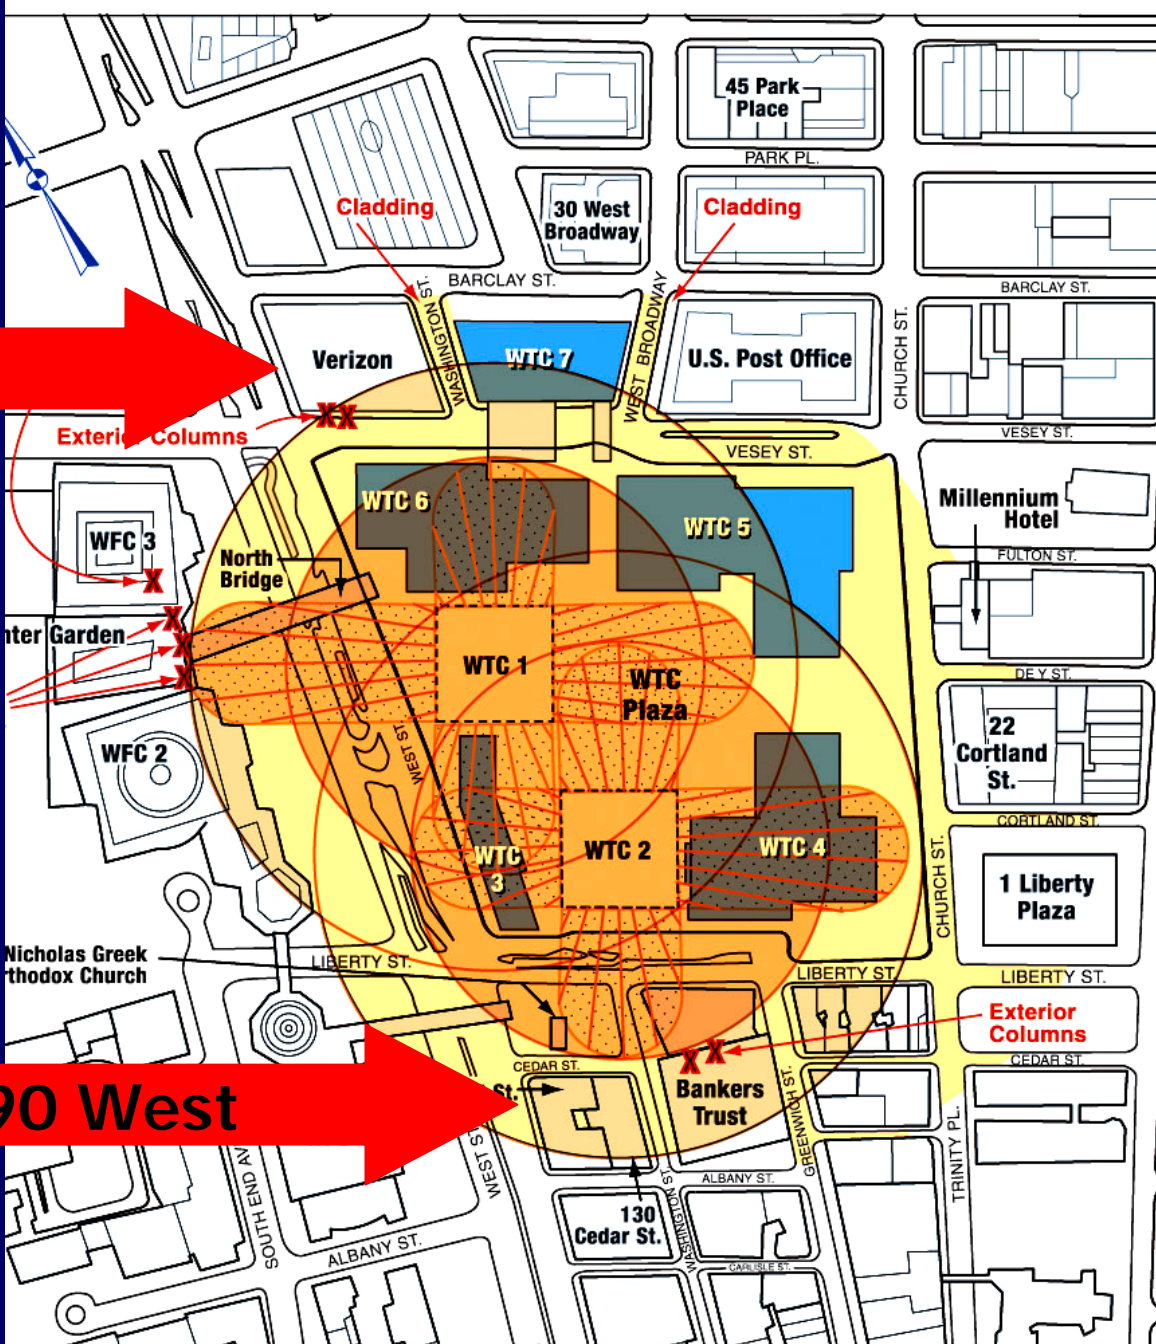 45 Park
Place
PARK PL.
Cladding
30 West
Broadway
Cladding
BARCLAY ST.
BARCLAY ST.
WASHINGTON ST.
WEST BROADWAY
CHURCH ST.
Verizon
WTC 7
U.S. Post Office
Exterior Columns
VESEY ST.
VESEY ST.
WTC 6
WTC 5
Millennium
Hotel
WFC 3
North
Bridge
FULTON ST.
nter Garden
WTC 1
WTC
Plaza
DEY ST.
WFC 2
WEST ST.
22
Cortland
St.
CORTLAND ST.
WTC
3
WTC 2
WTC 4
CHURCH ST.
1 Liberty
Plaza
Nicholas Greek
rthodox Church
LIBERTY ST.
LIBERTY ST.
LIBERTY ST.
Exterior
Columns
CEDAR ST.
CEDAR ST.
90 West
St.
Bankers
Trust
GREENWICH ST.
TRINITY PL.
WEST ST.
SOUTH END AV
ALBANY ST.
130
Cedar St.
WASHINGTON ST.
ALBANY ST.
CARLISLE ST.